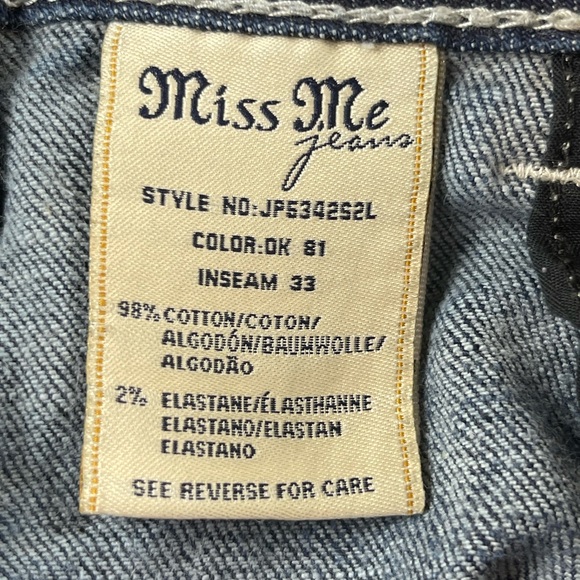 Miss Me
jeans
STYLE NO:JP5342S2L
COLOR:DK 81
INSEAM 33
98% COTTON/COTON/
ALGODÓN/BAUMWOLLE/
ALGODÃO
2% ELASTANE/ÉLASTHANNE
ELASTANO/ELASTAN
ELASTANO
SEE REVERSE FOR CARE